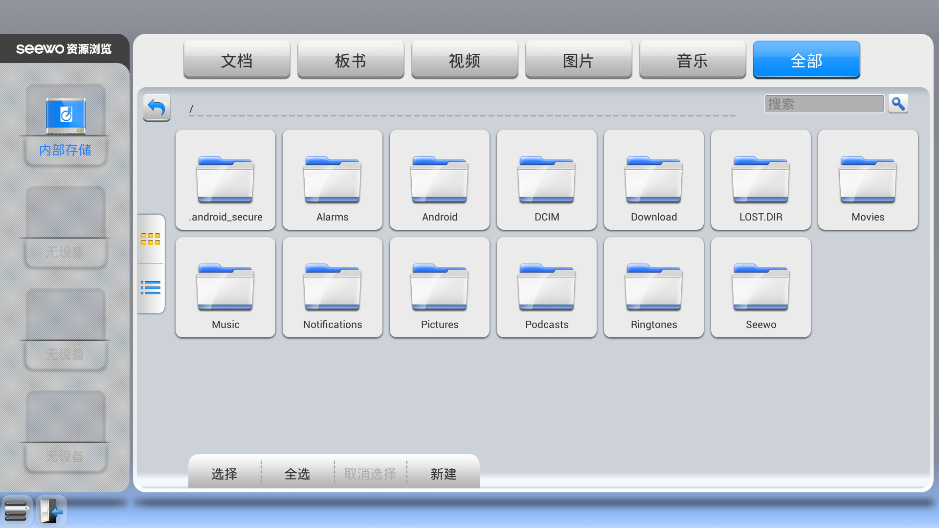 seewo 资源浏览
文档
板书
视频
图片
音乐
全部
/
搜索
内部存储
无设备
无设备
无设备
.android_secure
Alarms
Android
DCIM
Download
LOST.DIR
Movies
Music
Notifications
Pictures
Podcasts
Ringtones
Seewo
选择
全选
取消选择
新建